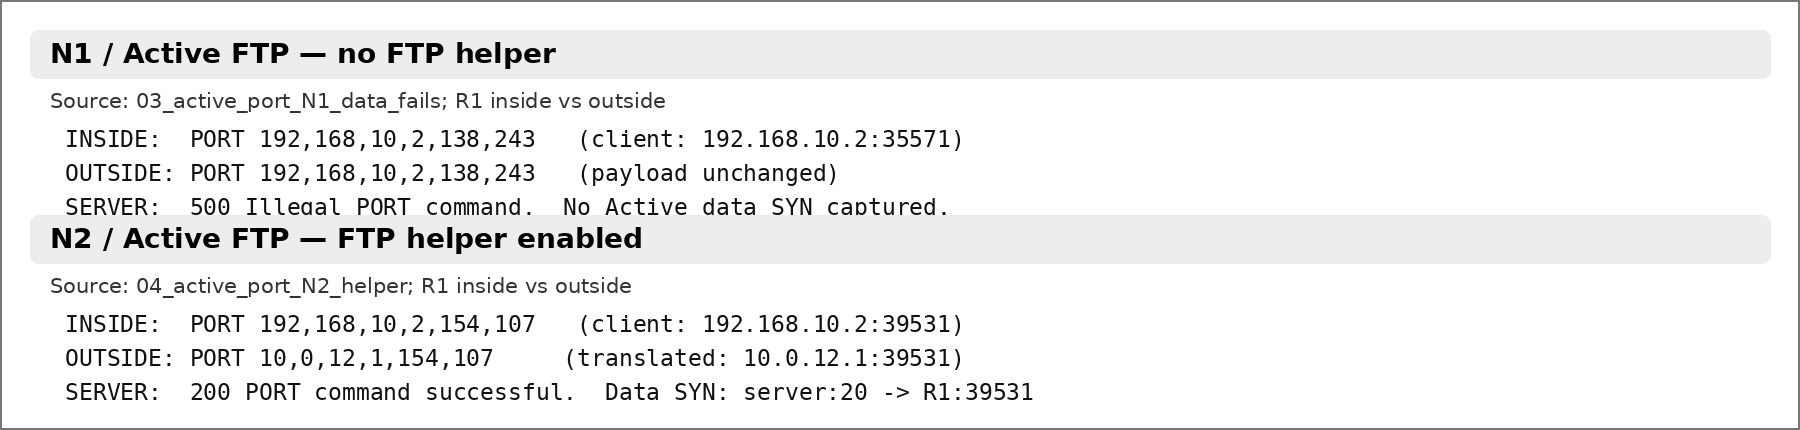 N1 / Active FTP — no FTP helper
Source: 03_active_port_N1_data_fails; R1 inside vs outside
INSIDE:  PORT 192,168,10,2,138,243   (client: 192.168.10.2:35571)
OUTSIDE: PORT 192,168,10,2,138,243   (payload unchanged)
SERVER:  500 Illegal PORT command.  No Active data SYN captured.
N2 / Active FTP — FTP helper enabled
Source: 04_active_port_N2_helper; R1 inside vs outside
INSIDE:  PORT 192,168,10,2,154,107   (client: 192.168.10.2:39531)
OUTSIDE: PORT 10,0,12,1,154,107     (translated: 10.0.12.1:39531)
SERVER:  200 PORT command successful.  Data SYN: server:20 -> R1:39531